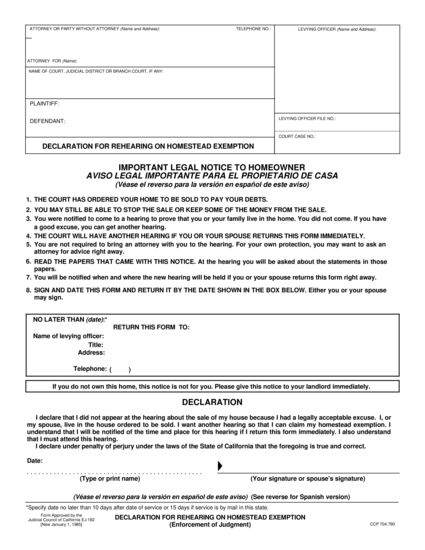 ATTORNEY OR PARTY WITHOUT ATTORNEY (Name and Address): TELEPHONE NO.: LEVYING OFFICER (Name and Address):
ATTORNEY FOR (Name):
NAME OF COURT, JUDICIAL DISTRICT OR BRANCH COURT, IF ANY:
PLAINTIFF:
DEFENDANT:
LEVYING OFFICER FILE NO.:
COURT CASE NO.:
DECLARATION FOR REHEARING ON HOMESTEAD EXEMPTION
IMPORTANT LEGAL NOTICE TO HOMEOWNER
AVISO LEGAL IMPORTANTE PARA EL PROPIETARIO DE CASA
(Véase el reverso para la versión en español de este aviso)
1. THE COURT HAS ORDERED YOUR HOME TO BE SOLD TO PAY YOUR DEBTS.
2. YOU MAY STILL BE ABLE TO STOP THE SALE OR KEEP SOME OF THE MONEY FROM THE SALE.
3. You were notified to come to a hearing to prove that you or your family live in the home. You did not come. If you have
a good excuse, you can get another hearing.
4. THE COURT WILL HAVE ANOTHER HEARING IF YOU OR YOUR SPOUSE RETURNS THIS FORM IMMEDIATELY.
5. You are not required to bring an attorney with you to the hearing. For your own protection, you may want to ask an
attorney for advice right away.
6. READ THE PAPERS THAT CAME WITH THIS NOTICE. At the hearing you will be asked about the statements in those
papers.
7. You will be notified when and where the new hearing will be held if you or your spouse returns this form right away.
8. SIGN AND DATE THIS FORM AND RETURN IT BY THE DATE SHOWN IN THE BOX BELOW. Either you or your spouse
may sign.
NO LATER THAN (date):*
RETURN THIS FORM TO:
Name of levying officer:
Title:
Address:
Telephone: ( )
If you do not own this home, this notice is not for you. Please give this notice to your landlord immediately.
DECLARATION
I declare that I did not appear at the hearing about the sale of my house because I had a legally acceptable excuse. I, or
my spouse, live in the house ordered to be sold. I want another hearing so that I can claim my homestead exemption. I
understand that I will be notified of the time and place for this hearing if I return this form immediately. I also understand
that I must attend this hearing.
I declare under penalty of perjury under the laws of the State of California that the foregoing is true and correct.
Date:
(Type or print name) (Your signature or spouse's signature)
(Véase el reverso para la versión en español de este aviso) (See reverse for Spanish version)
*Specify date no later than 10 days after date of service or 15 days if service is by mail in this state.
Form Approved by the
Judicial Council of California EJ-182
[New January 1, 1985]
DECLARATION FOR REHEARING ON HOMESTEAD EXEMPTION
(Enforcement of Judgment)
CCP 704.790